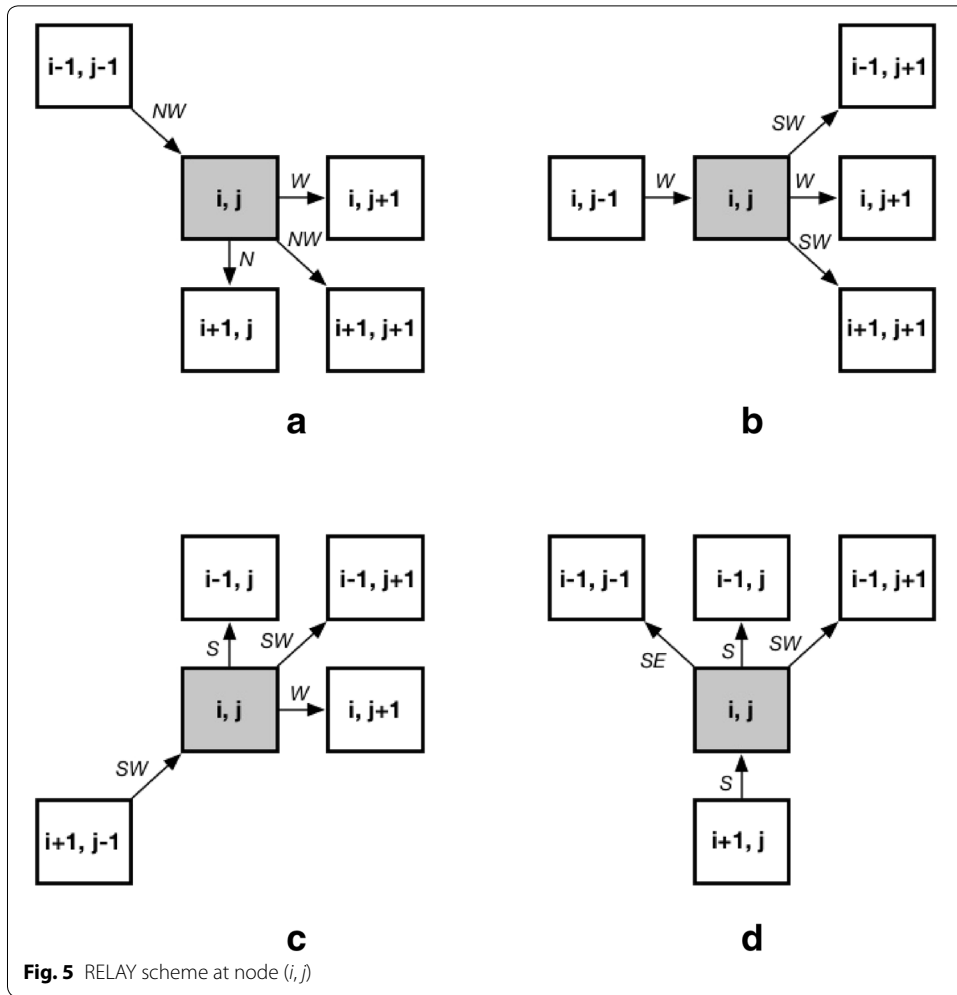 i-1, j-1
NW
i, j
W
i, j+1
N
NW
i+1, j
i+1, j+1
a
i-1, j+1
SW
i, j-1
W
i, j
W
i, j+1
SW
i+1, j+1
b
i-1, j
i-1, j+1
S
SW
i, j
W
i, j+1
SW
i+1, j-1
c
i-1, j-1
i-1, j
i-1, j+1
SE
S
SW
i, j
S
i+1, j
d
Fig. 5 RELAY scheme at node (i, j)